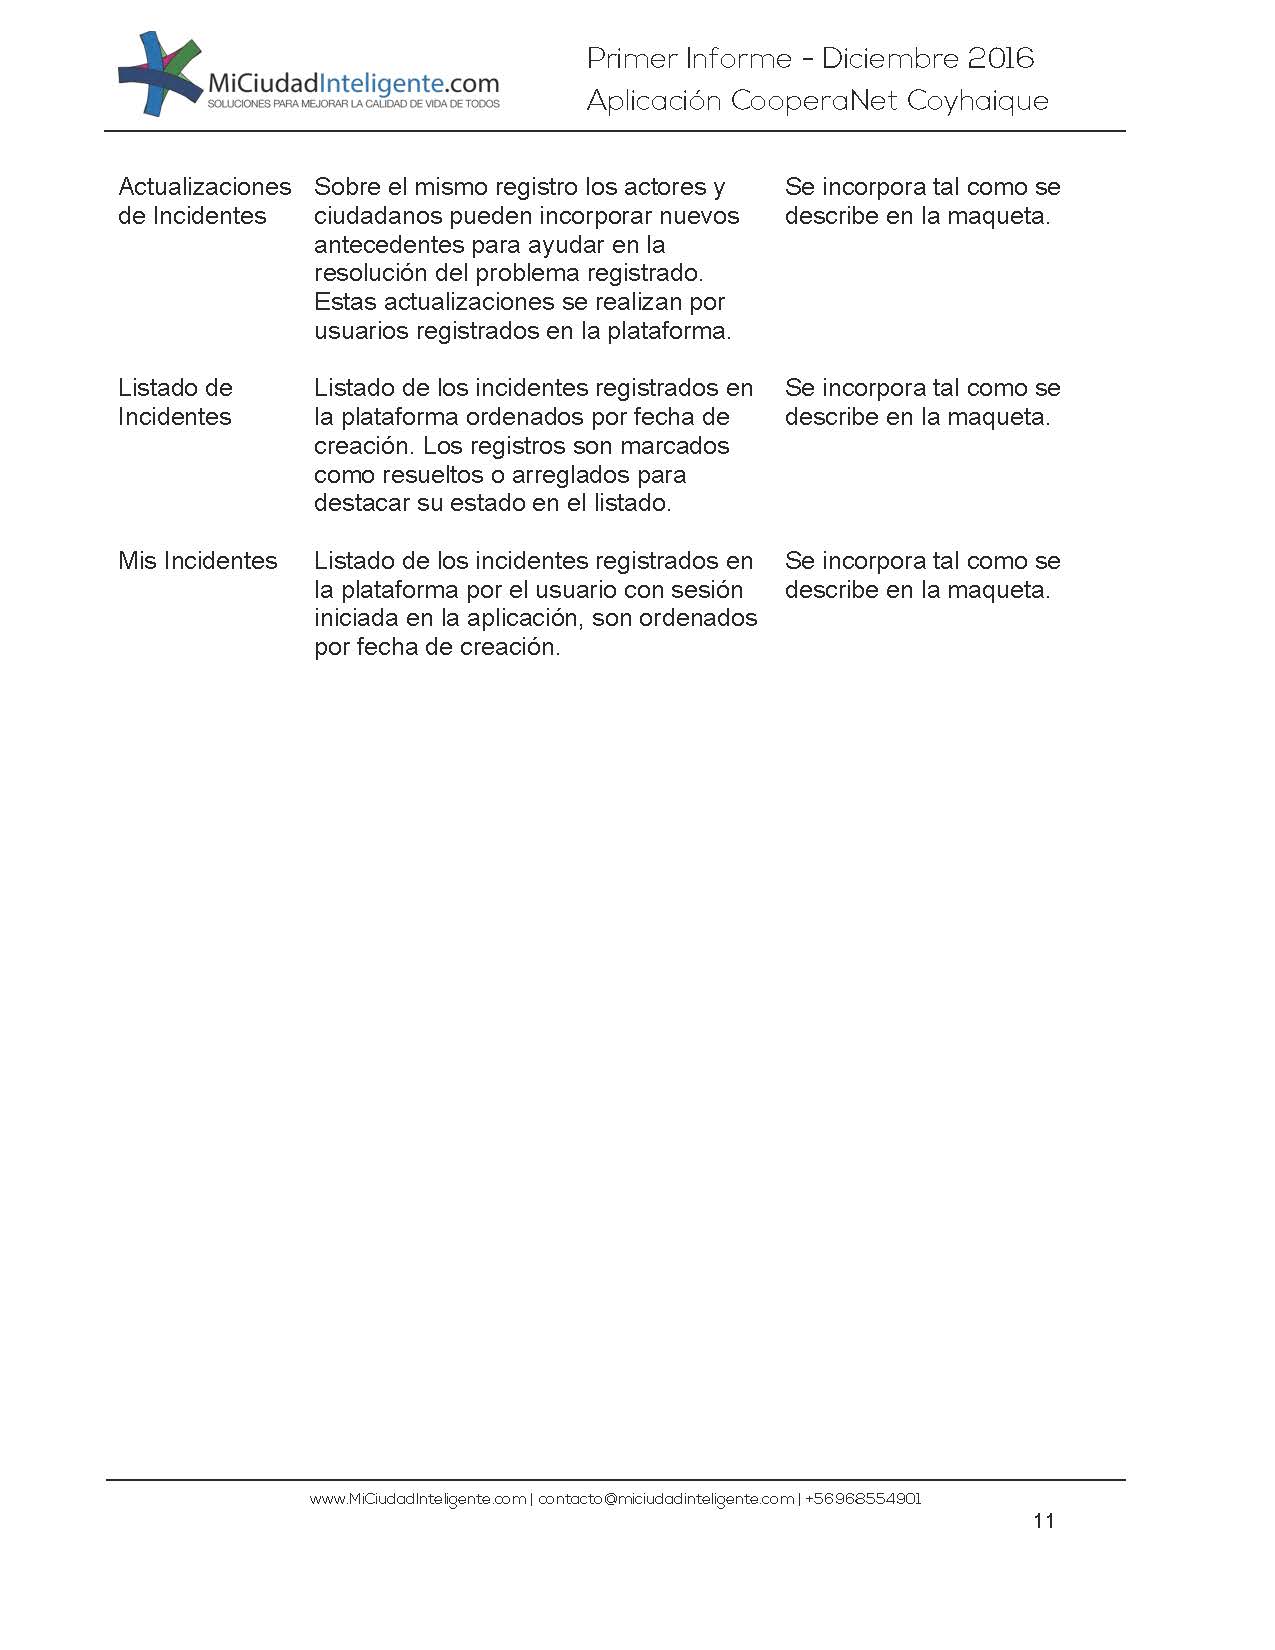 MiCiudadInteligente.com
SOLUCIONES PARA MEJORAR LA CALIDAD DE VIDA DE TODOS
Primer Informe - Diciembre 2016
Aplicación CooperaNet Coyhaique
Actualizaciones
de Incidentes
Sobre el mismo registro los actores y
ciudadanos pueden incorporar nuevos
antecedentes para ayudar en la
resolución del problema registrado.
Estas actualizaciones se realizan por
usuarios registrados en la plataforma.
Se incorpora tal como se
describe en la maqueta.
Listado de
Incidentes
Listado de los incidentes registrados en
la plataforma ordenados por fecha de
creación. Los registros son marcados
como resueltos o arreglados para
destacar su estado en el listado.
Se incorpora tal como se
describe en la maqueta.
Mis Incidentes
Listado de los incidentes registrados en
la plataforma por el usuario con sesión
iniciada en la aplicación, son ordenados
por fecha de creación.
Se incorpora tal como se
describe en la maqueta.
www.MiCiudadInteligente.com | contacto@miciudadinteligente.com | +56968554901
11